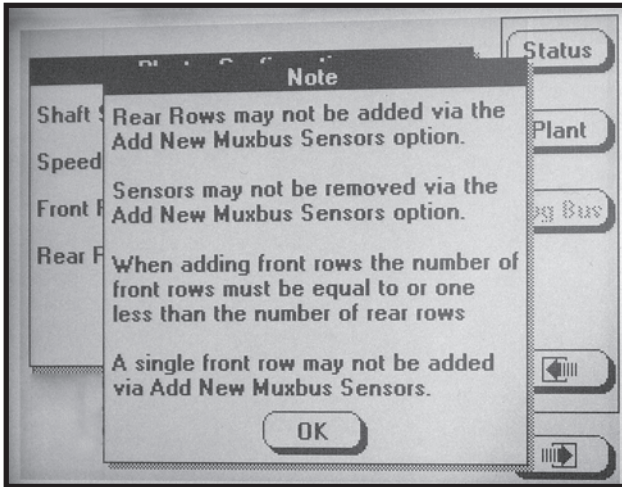 Note
Rear Rows may not be added via the
Add New Muxbus Sensors option.
Sensors may not be removed via the
Add New Muxbus Sensors option.
When adding front rows the number of
front rows must be equal to or one
less than the number of rear rows
A single front row may not be added
via Add New Muxbus Sensors.
OK
Shaft
Speed
Front
Rear
Status
Plant
Bus